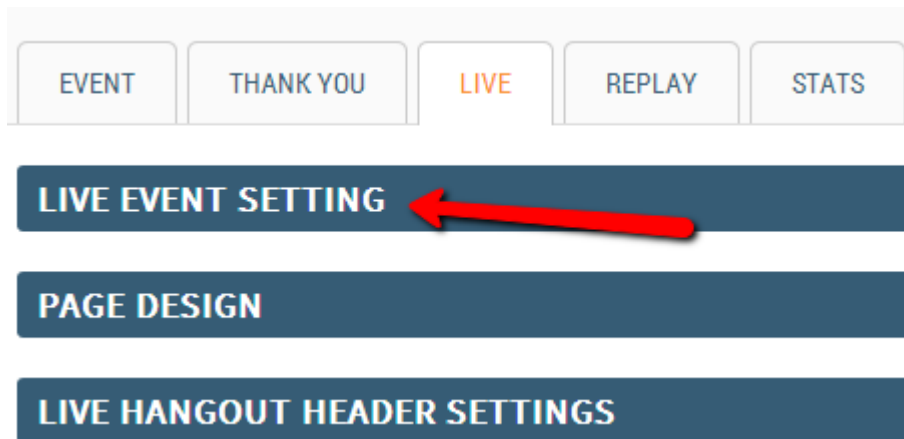 EVENT THANK YOU LIVE REPLAY STATS
LIVE EVENT SETTING
PAGE DESIGN
LIVE HANGOUT HEADER SETTINGS